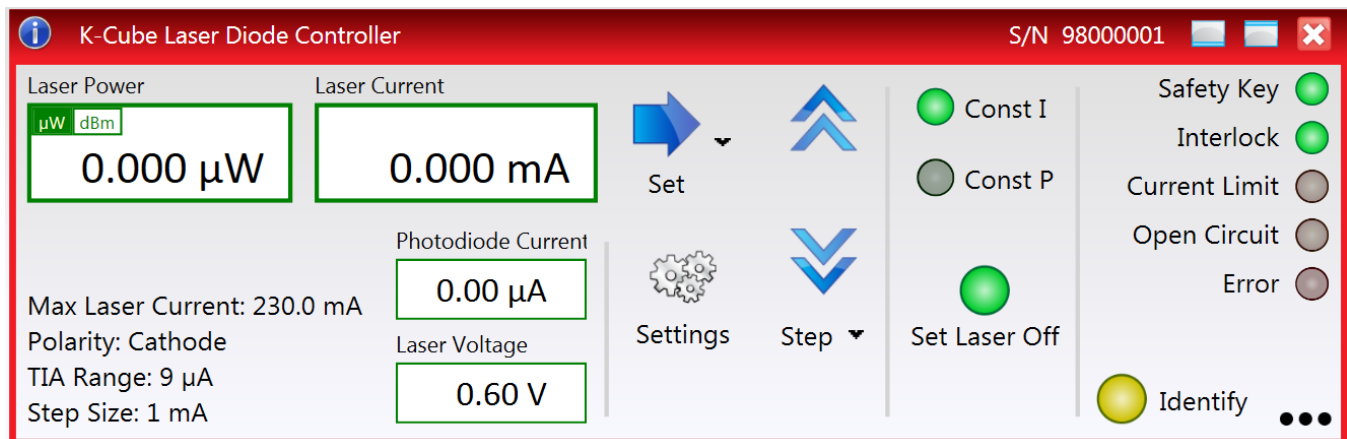 K-Cube Laser Diode Controller
S/N 98000001
Laser Power
µW dBm
0.000 µW
Laser Current
0.000 mA
Set
Photodiode Current
0.00 µA
Laser Voltage
0.60 V
Max Laser Current: 230.0 mA
Polarity: Cathode
TIA Range: 9 µA
Step Size: 1 mA
Settings
Step
Const I
Const P
Set Laser Off
Safety Key
Interlock
Current Limit
Open Circuit
Error
Identify